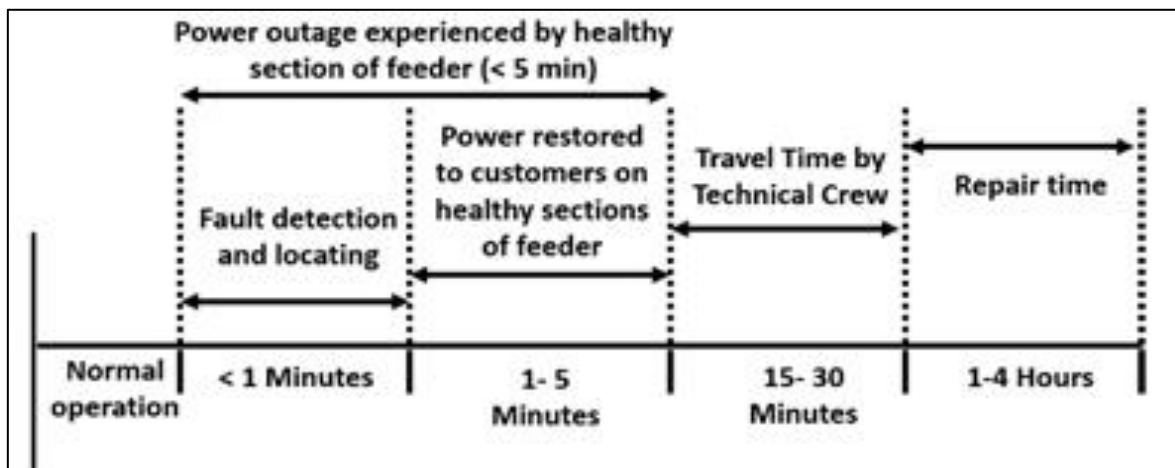 Power outage experienced by healthy
section of feeder (< 5 min)
Power restored
to customers on
healthy sections
of feeder
Fault detection
and locating
Travel Time by
Technical Crew
Repair time
Normal
operation
< 1 Minutes
1- 5
Minutes
15- 30
Minutes
1-4 Hours